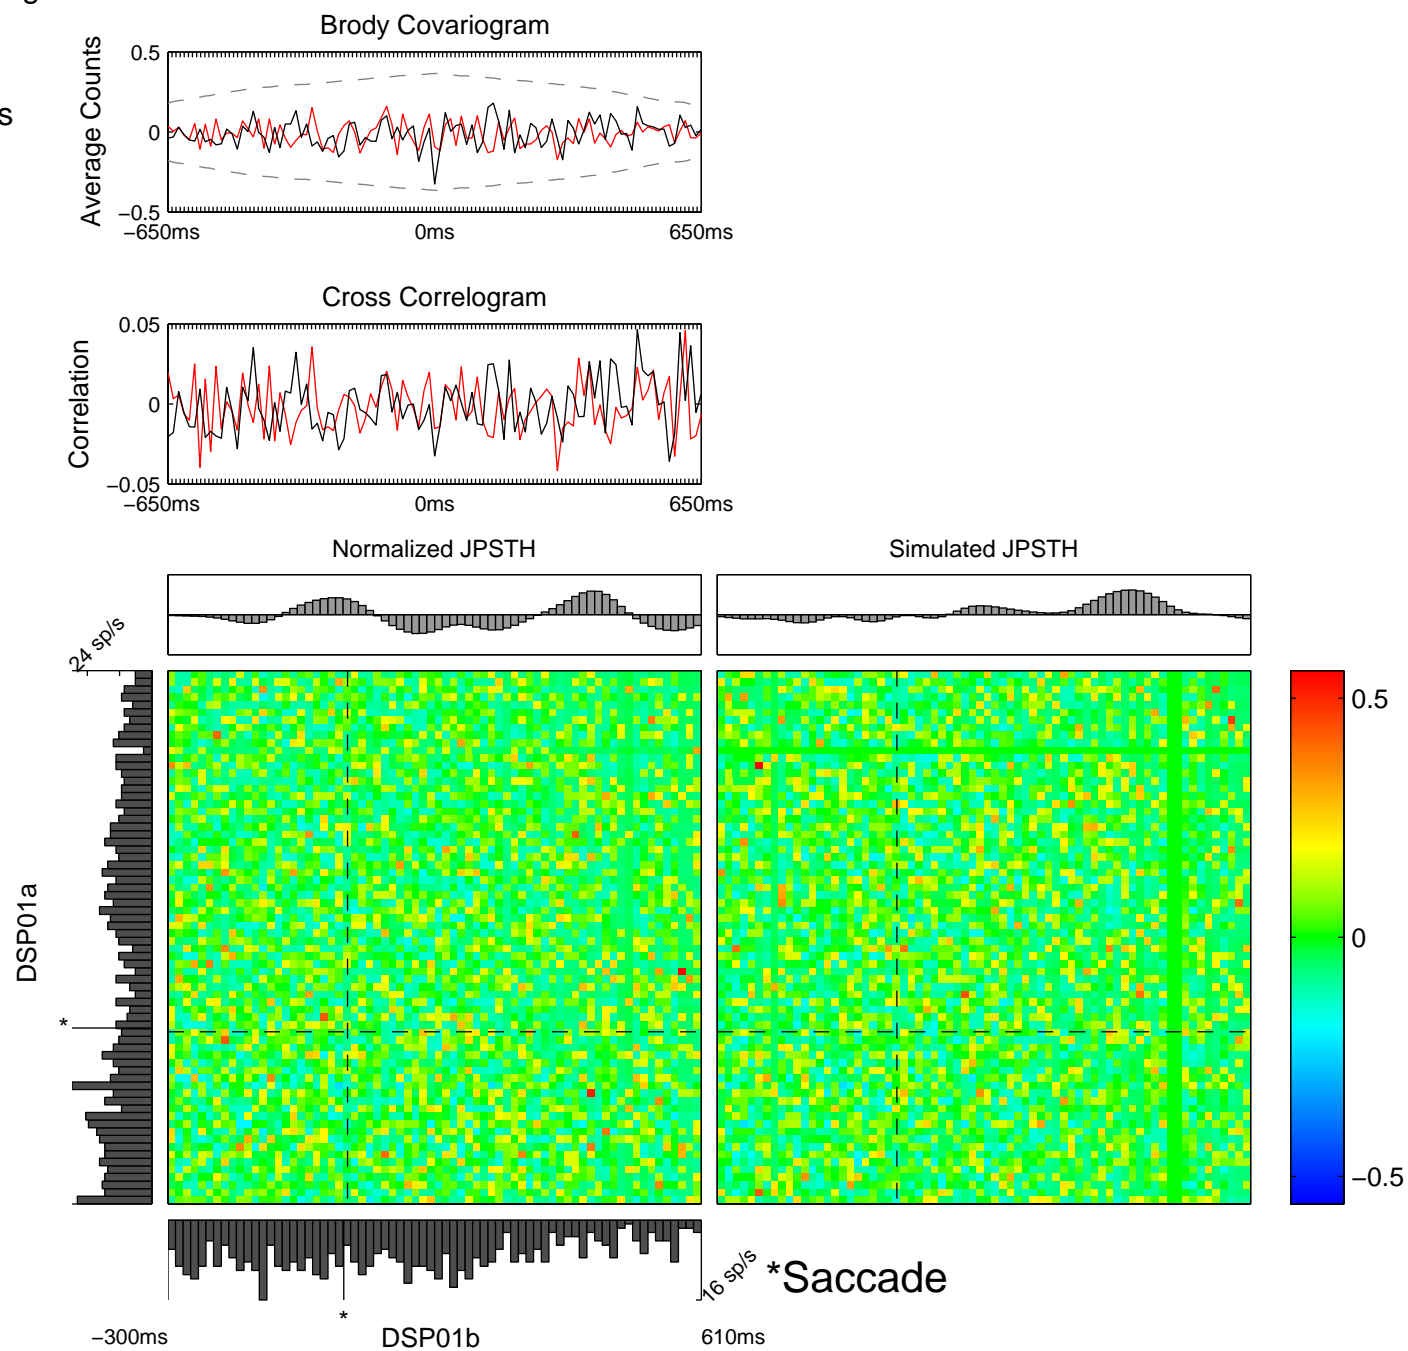 g
Brody Covariogram
s
Average Counts
0.5
0
−0.5
−650ms 0ms 650ms
Cross Correlogram
Correlation
0.05
0
−0.05
−650ms 0ms 650ms
Normalized JPSTH
Simulated JPSTH
24 sp/s
DSP01a
*
0.5
0
−0.5
16 sp/s
*Saccade
*
−300ms
DSP01b
610ms